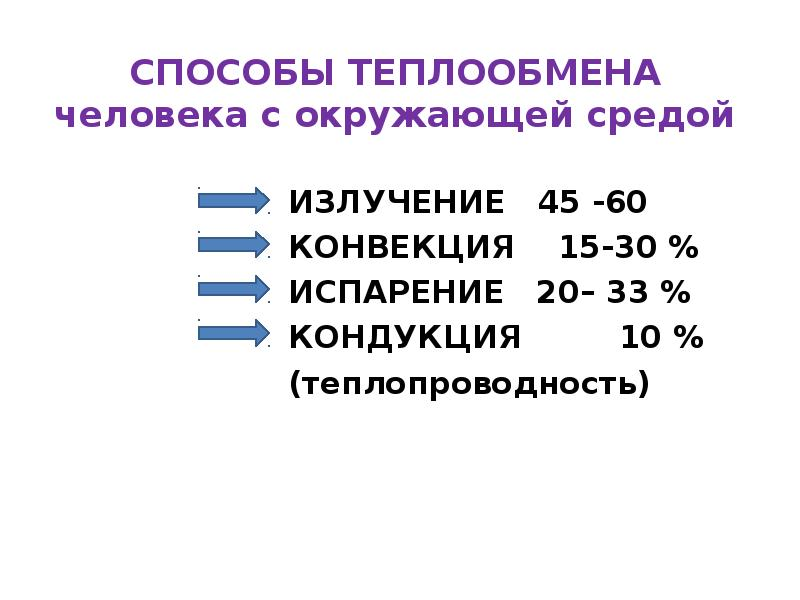 СПОСОБЫ ТЕПЛООБМЕНА
человека с окружающей средой
ИЗЛУЧЕНИЕ 45 -60
КОНВЕКЦИЯ 15-30 %
ИСПАРЕНИЕ 20– 33 %
КОНДУКЦИЯ 10 %
(теплопроводность)